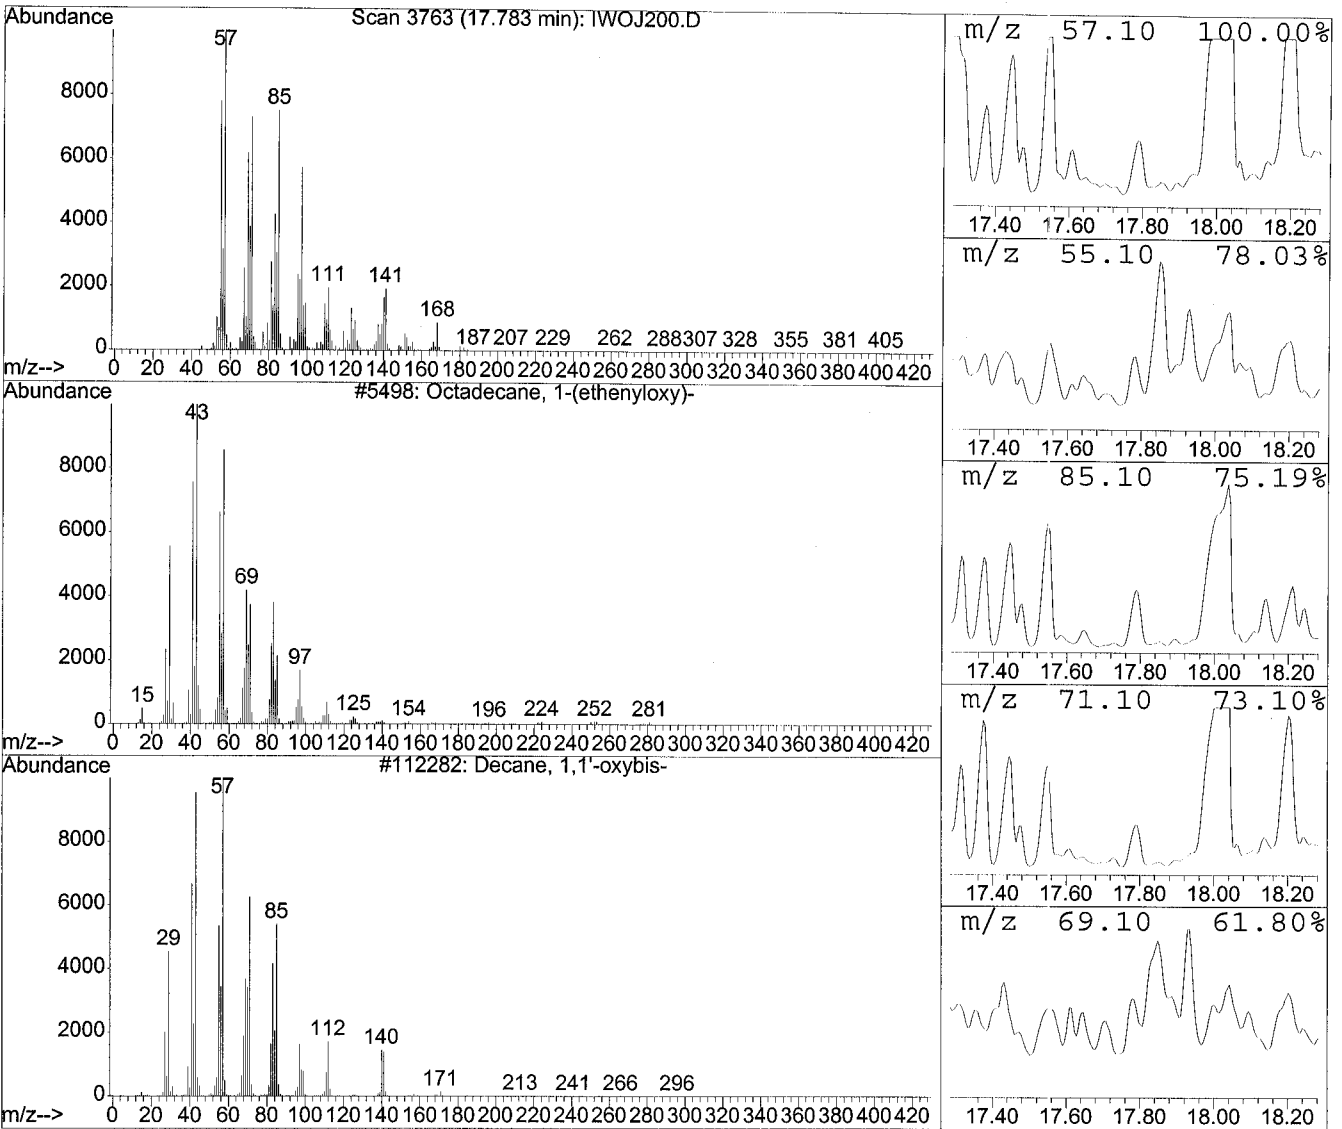 Abundance
Scan 3763 (17.783 min): IWOJ200.D
57
8000
85
6000
4000
2000
111
141
168
187 207 229 262 288 307 328 355 381 405
0
m/z--> 0 20 40 60 80 100 120 140 160 180 200 220 240 260 280 300 320 340 360 380 400 420
Abundance
#5498: Octadecane, 1-(ethenyloxy)-
43
8000
6000
69
4000
97
2000
15
125 154 196 224 252 281
0
m/z--> 0 20 40 60 80 100 120 140 160 180 200 220 240 260 280 300 320 340 360 380 400 420
Abundance
#112282: Decane, 1,1'-oxybis-
57
8000
6000
85
29
4000
112
2000
140
171
213 241 266 296
0
m/z--> 0 20 40 60 80 100 120 140 160 180 200 220 240 260 280 300 320 340 360 380 400 420
m/z 57.10 100.00%
17.40 17.60 17.80 18.00 18.20
m/z 55.10 78.03%
17.40 17.60 17.80 18.00 18.20
m/z 85.10 75.19%
17.40 17.60 17.80 18.00 18.20
m/z 71.10 73.10%
17.40 17.60 17.80 18.00 18.20
m/z 69.10 61.80%
17.40 17.60 17.80 18.00 18.20